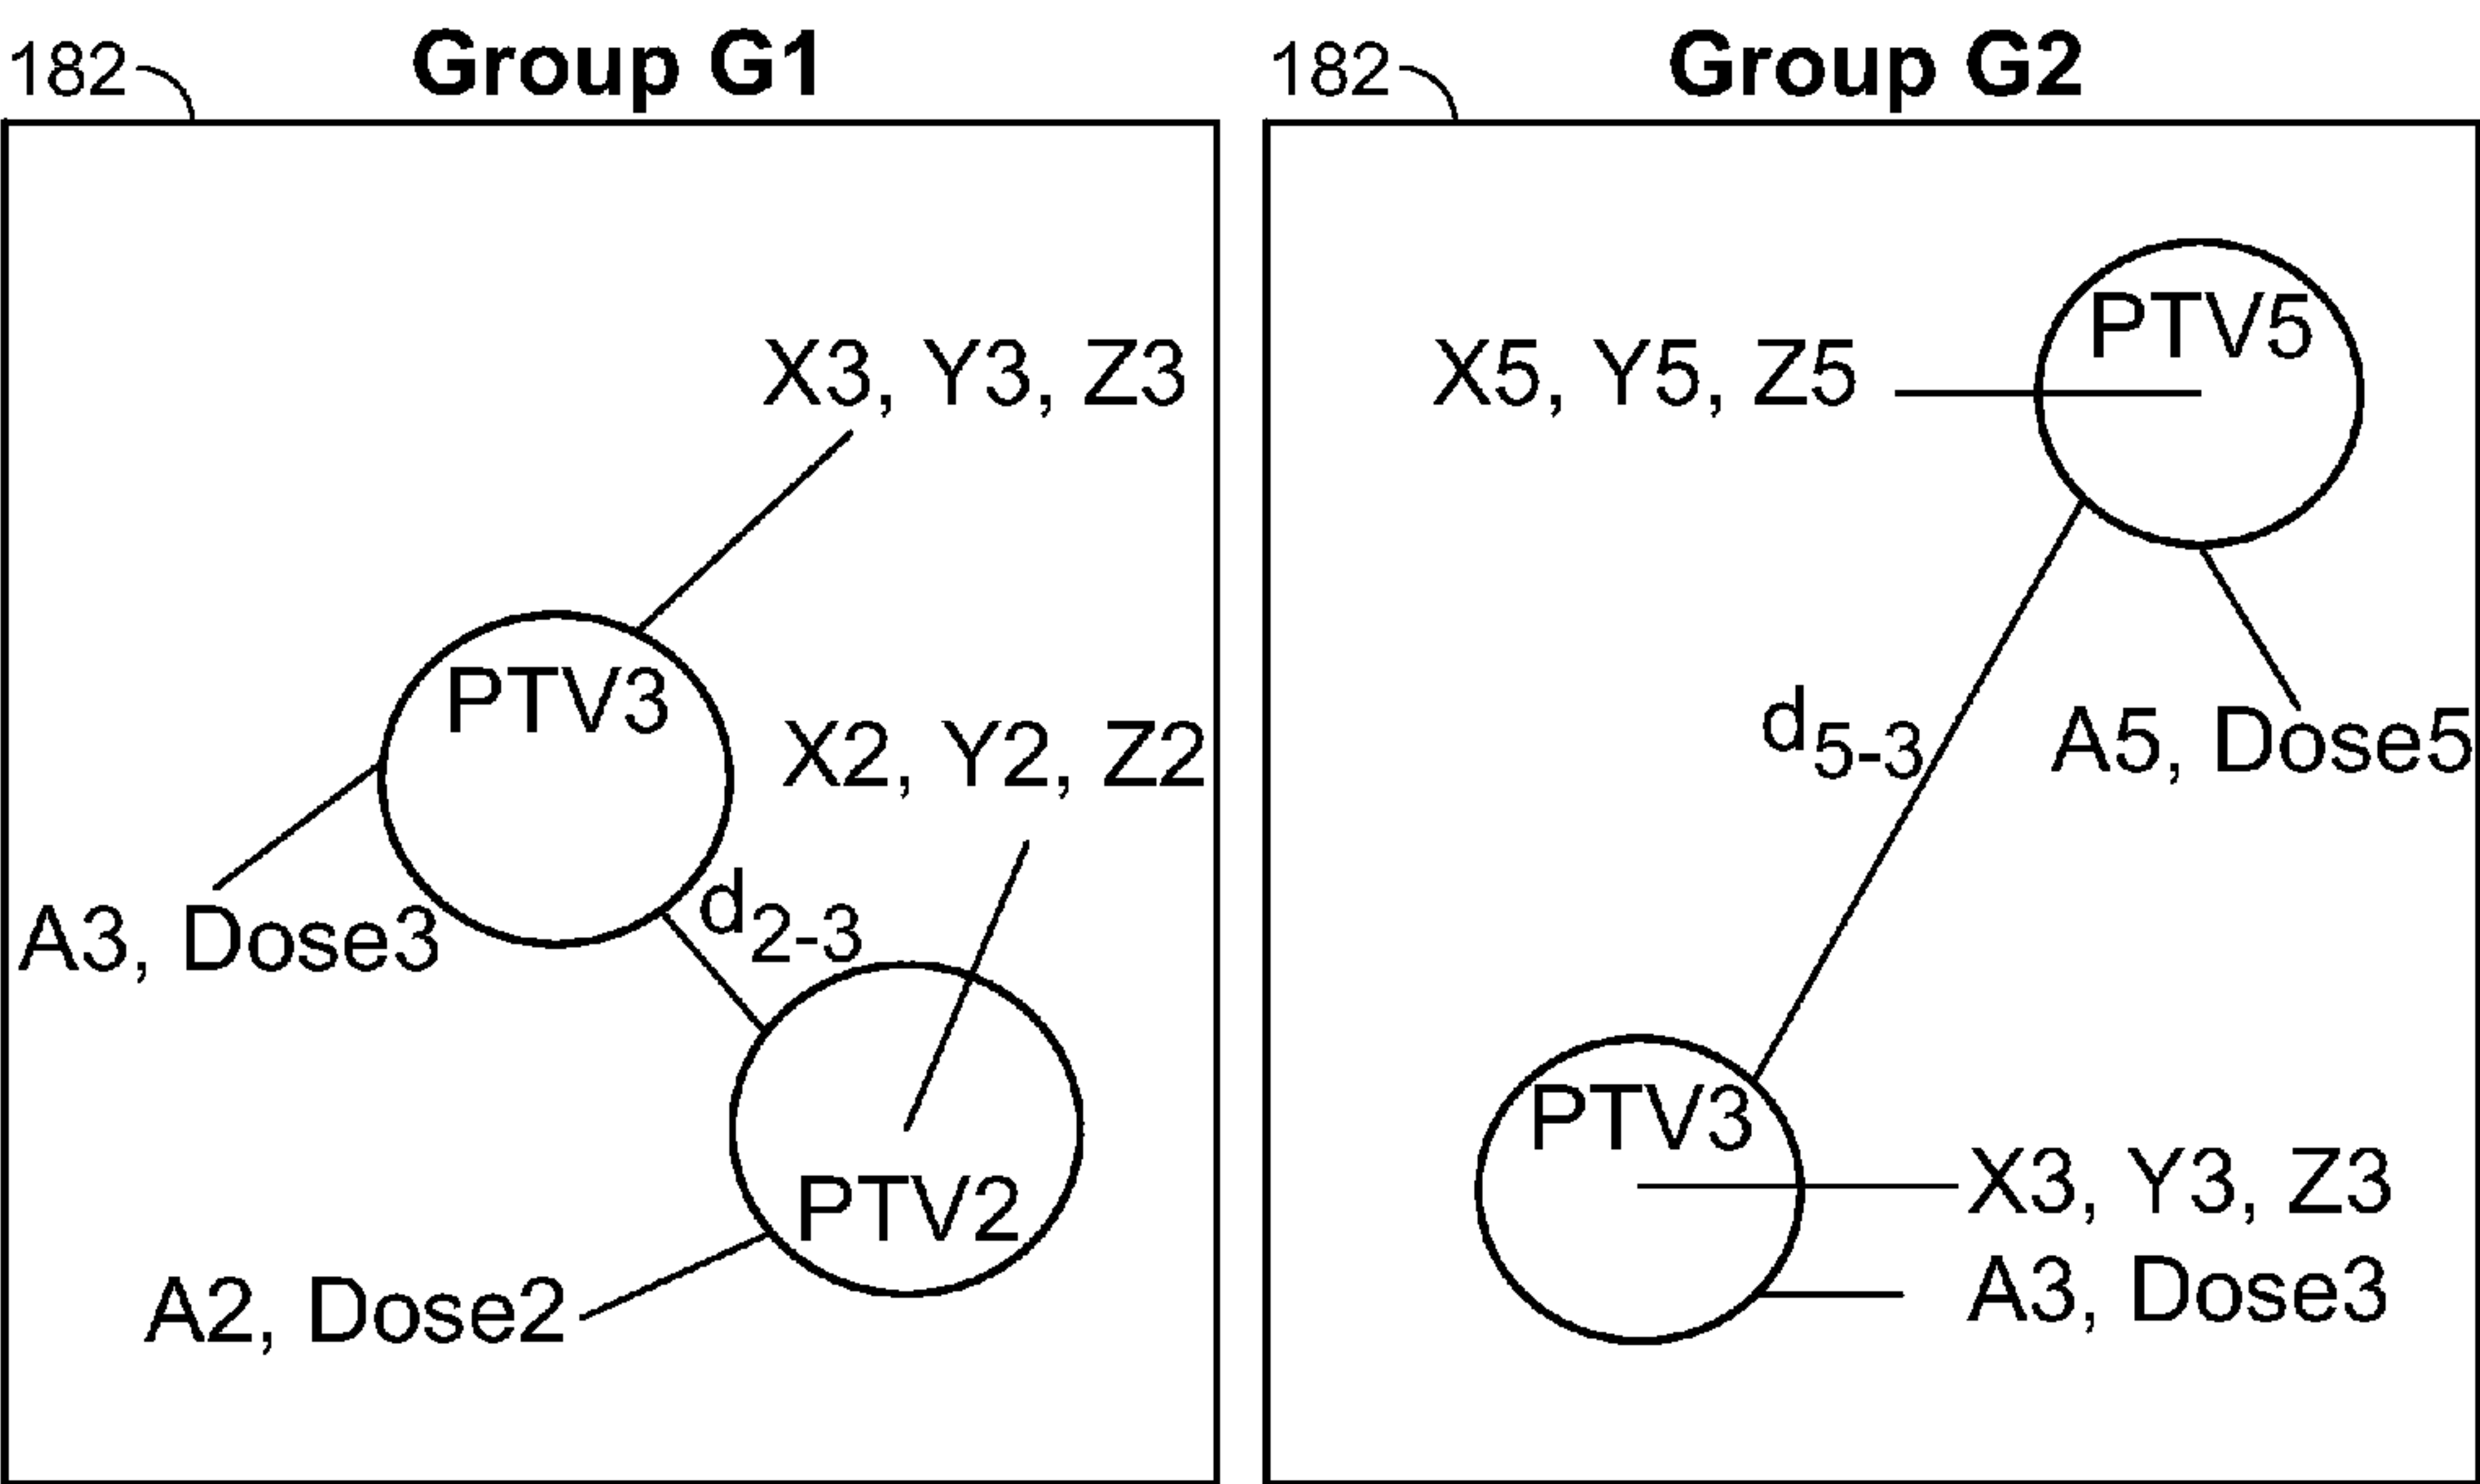 182
Group G1
X3, Y3, Z3
PTV3
X2, Y2, Z2
A3, Dose3
d2-3
PTV2
A2, Dose2
182
Group G2
PTV5
X5, Y5, Z5
d5-3
A5, Dose5
PTV3
X3, Y3, Z3
A3, Dose3